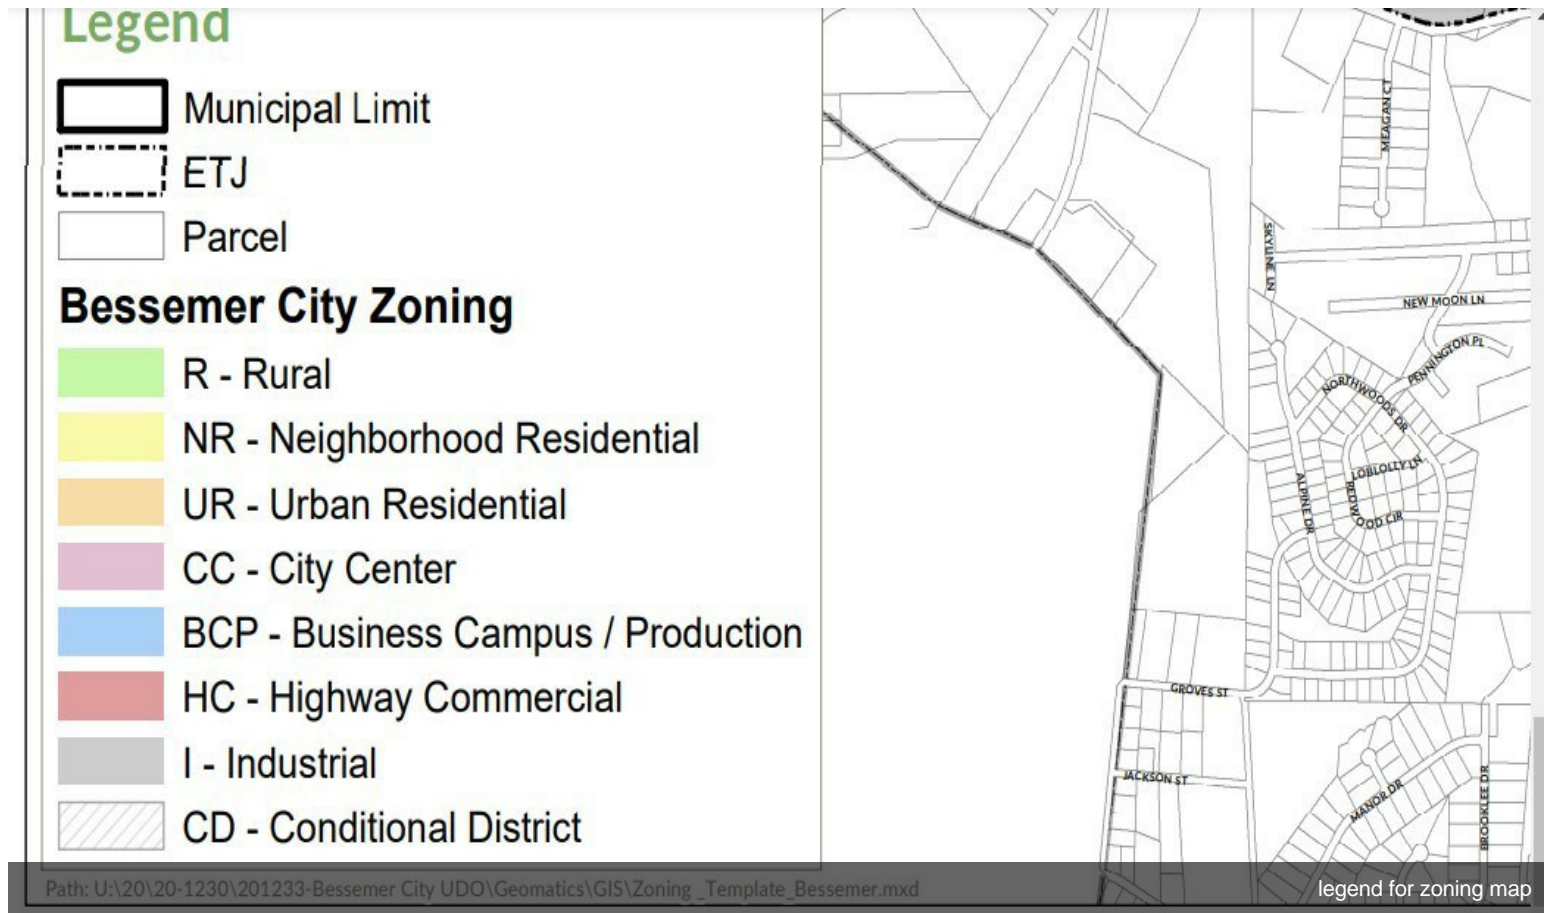 Legend
Municipal Limit
ETJ
Parcel
Bessemer City Zoning
R - Rural
NR - Neighborhood Residential
UR - Urban Residential
CC - City Center
BCP - Business Campus / Production
HC - Highway Commercial
I - Industrial
CD - Conditional District
MEAGAN CT
SKYLINE LN
NEW MOON LN
PENNINGTON PL
NORTHWOODS DR
LOBLOLLY LN
REDWOOD CIR
ALPINE DR
GROVES ST
JACKSON ST
MANOR DR
BROOKLEE DR
Path: U:\20\20-1230\201233-Bessemer City UDO\Geomatics\GIS\Zoning _Template_Bessemer.mxd
legend for zoning map